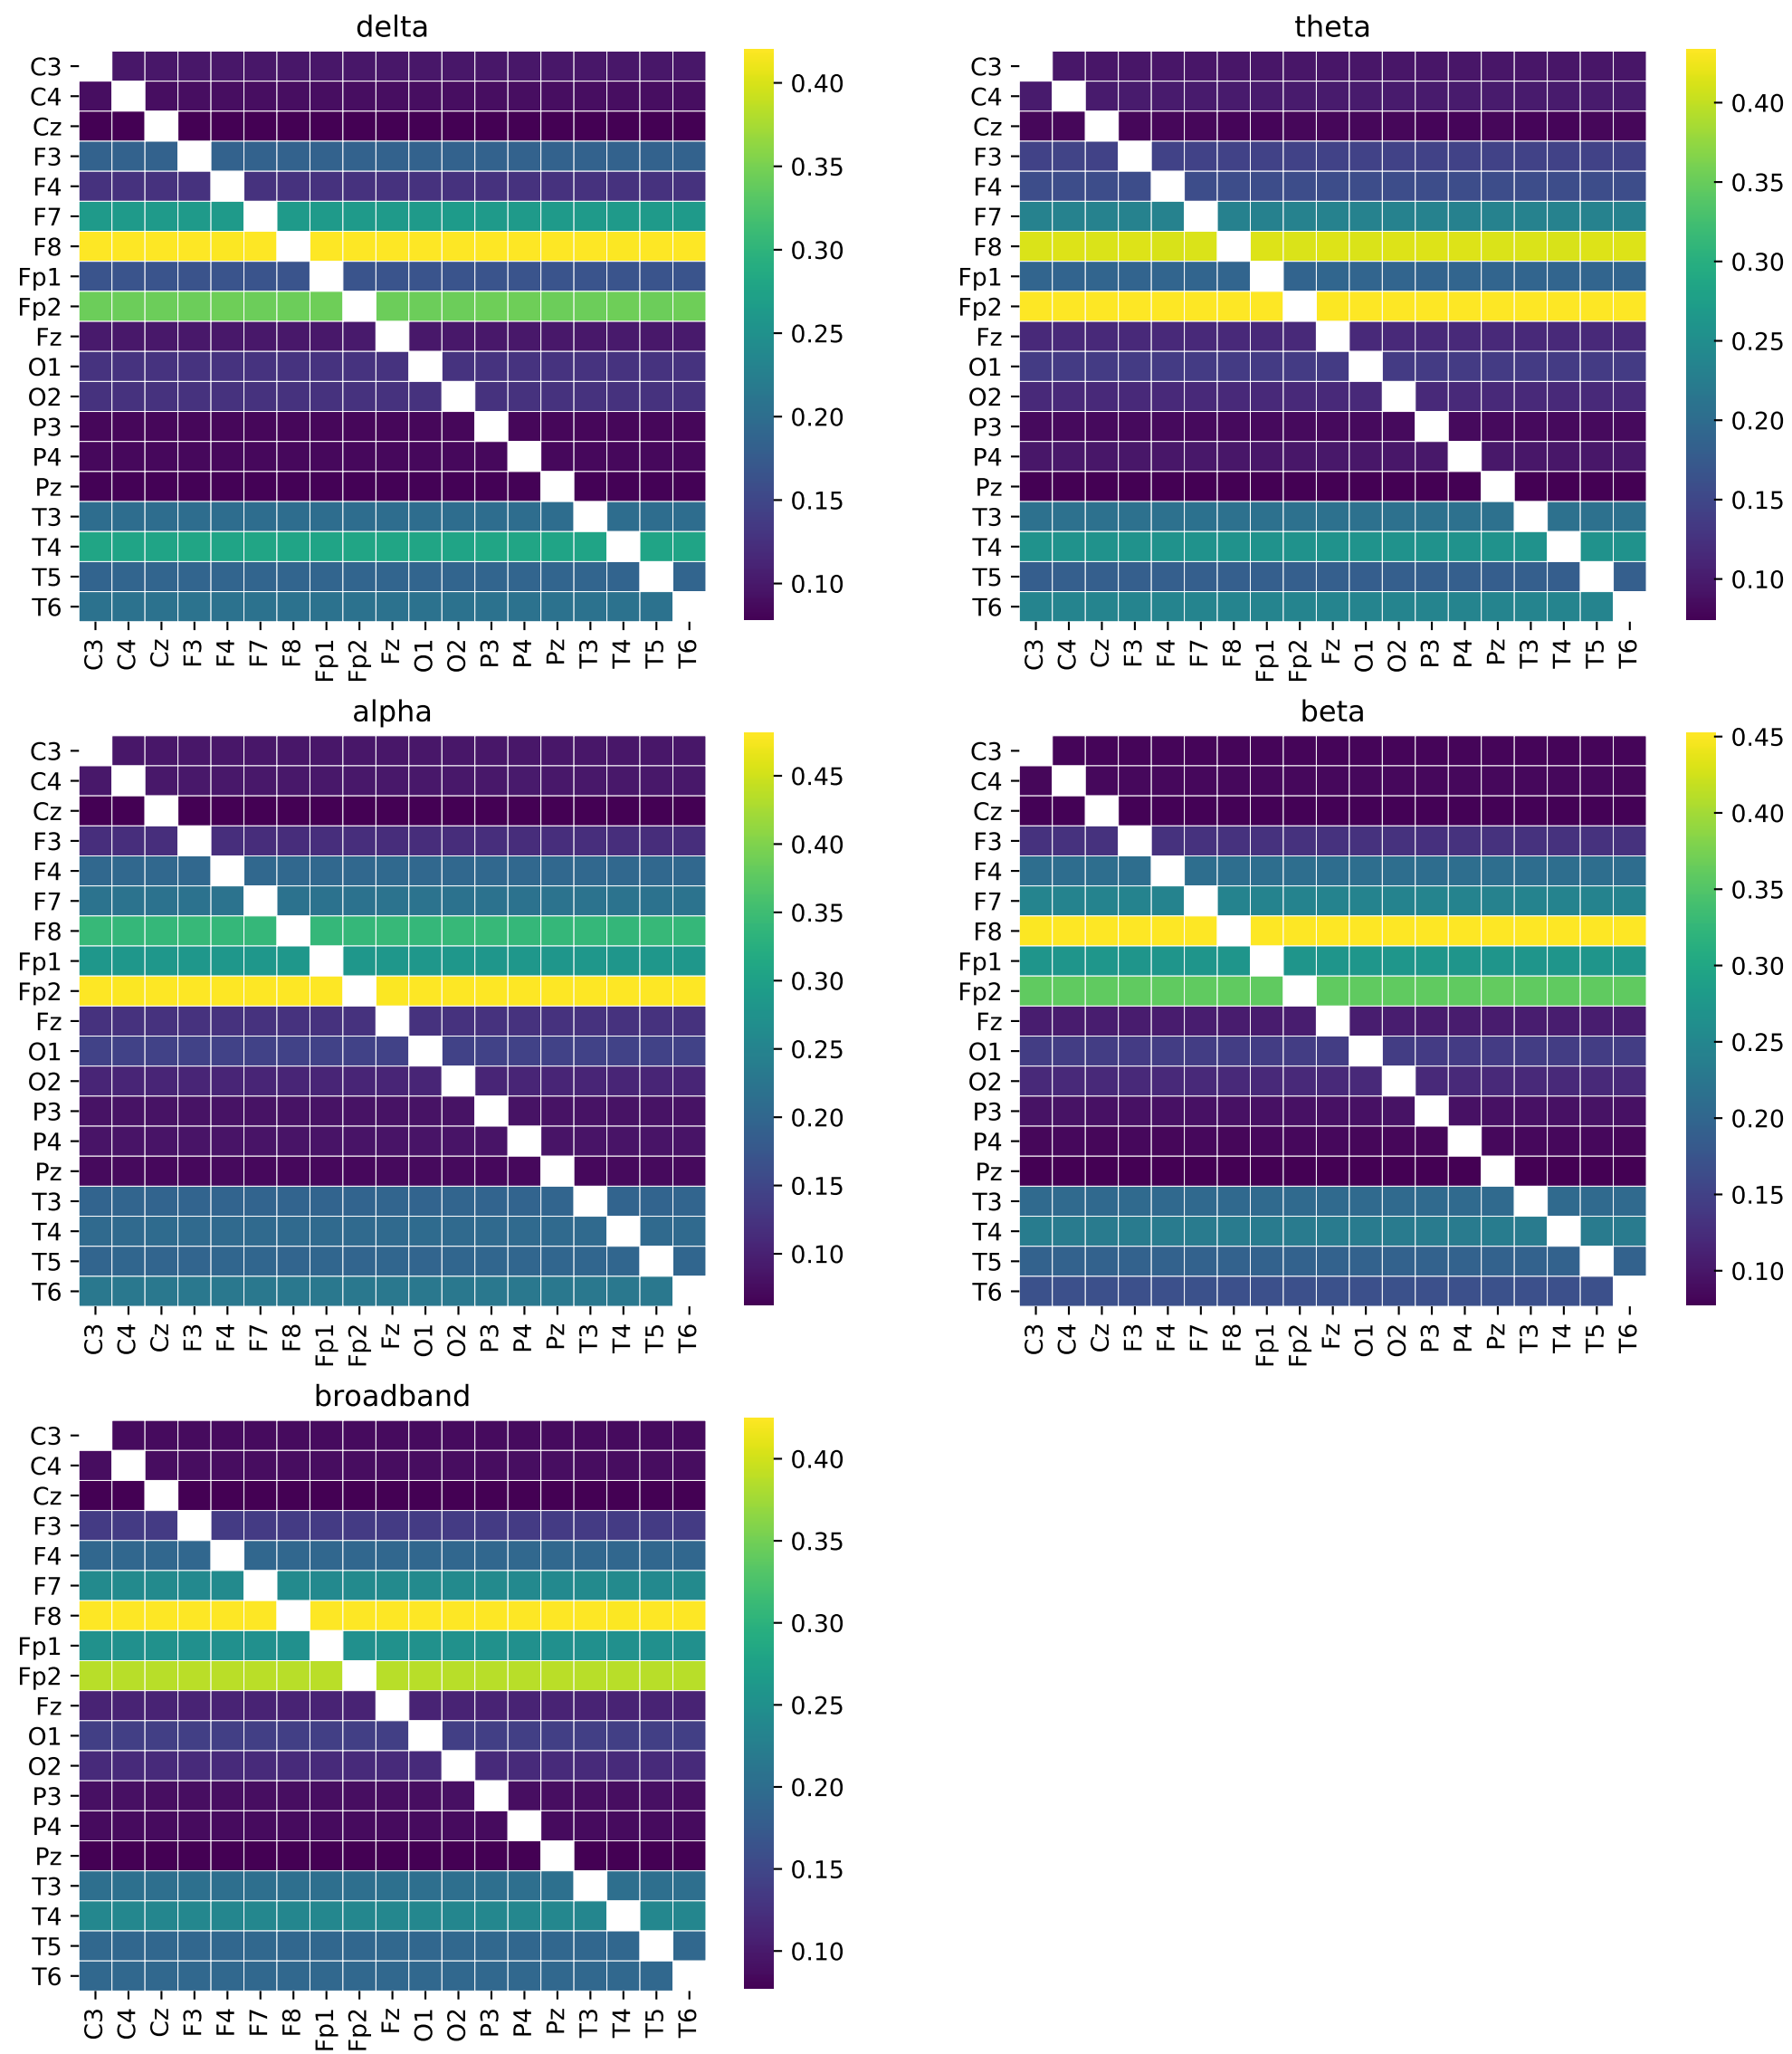 delta
C3
C4
Cz
F3
F4
F7
F8
Fp1
Fp2
Fz
O1
O2
P3
P4
Pz
T3
T4
T5
T6
C3 C4 Cz F3 F4 F7 F8 Fp1 Fp2 Fz O1 O2 P3 P4 Pz T3 T4 T5 T6
0.40
0.35
0.30
0.25
0.20
0.15
0.10
theta
C3
C4
Cz
F3
F4
F7
F8
Fp1
Fp2
Fz
O1
O2
P3
P4
Pz
T3
T4
T5
T6
C3 C4 Cz F3 F4 F7 F8 Fp1 Fp2 Fz O1 O2 P3 P4 Pz T3 T4 T5 T6
0.40
0.35
0.30
0.25
0.20
0.15
0.10
alpha
C3
C4
Cz
F3
F4
F7
F8
Fp1
Fp2
Fz
O1
O2
P3
P4
Pz
T3
T4
T5
T6
C3 C4 Cz F3 F4 F7 F8 Fp1 Fp2 Fz O1 O2 P3 P4 Pz T3 T4 T5 T6
0.45
0.40
0.35
0.30
0.25
0.20
0.15
0.10
beta
C3
C4
Cz
F3
F4
F7
F8
Fp1
Fp2
Fz
O1
O2
P3
P4
Pz
T3
T4
T5
T6
C3 C4 Cz F3 F4 F7 F8 Fp1 Fp2 Fz O1 O2 P3 P4 Pz T3 T4 T5 T6
0.45
0.40
0.35
0.30
0.25
0.20
0.15
0.10
broadband
C3
C4
Cz
F3
F4
F7
F8
Fp1
Fp2
Fz
O1
O2
P3
P4
Pz
T3
T4
T5
T6
C3 C4 Cz F3 F4 F7 F8 Fp1 Fp2 Fz O1 O2 P3 P4 Pz T3 T4 T5 T6
0.40
0.35
0.30
0.25
0.20
0.15
0.10